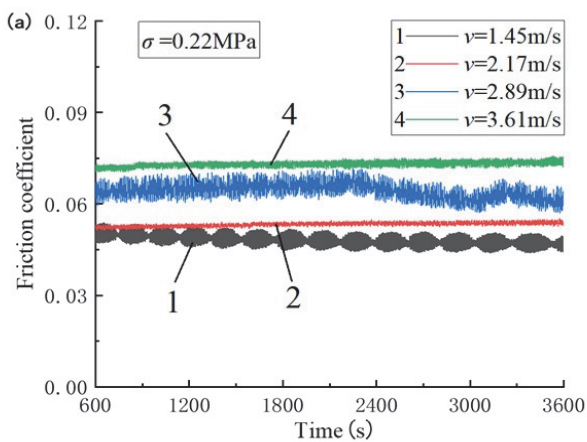 (a)
0.12
0.09
0.06
0.03
0.00
Friction coefficient
σ=0.22MPa
1 v=1.45m/s
2 v=2.17m/s
3 v=2.89m/s
4 v=3.61m/s
3
4
1
2
600 1200 1800 2400 3000 3600
Time(s)